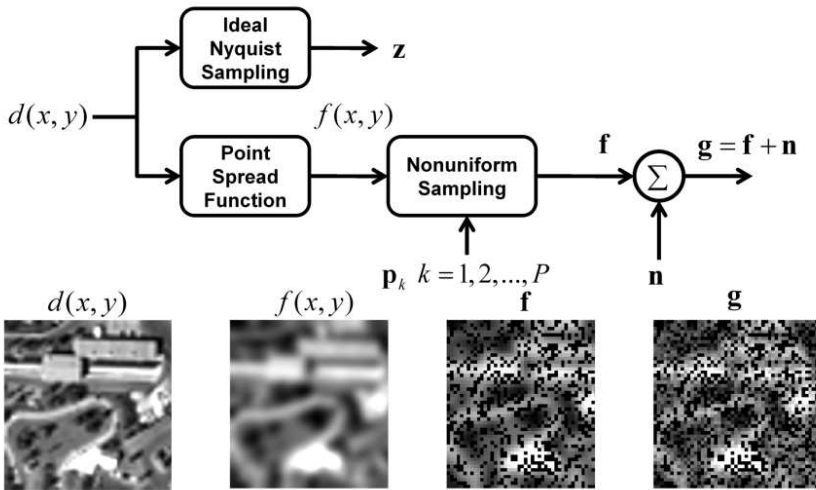 Ideal
Nyquist
Sampling
z
d(x, y)
f(x, y)
Point
Spread
Function
Nonuniform
Sampling
f
∑
g = f + n
p_k k = 1, 2, ..., P
n
d(x, y)
f(x, y)
f
g